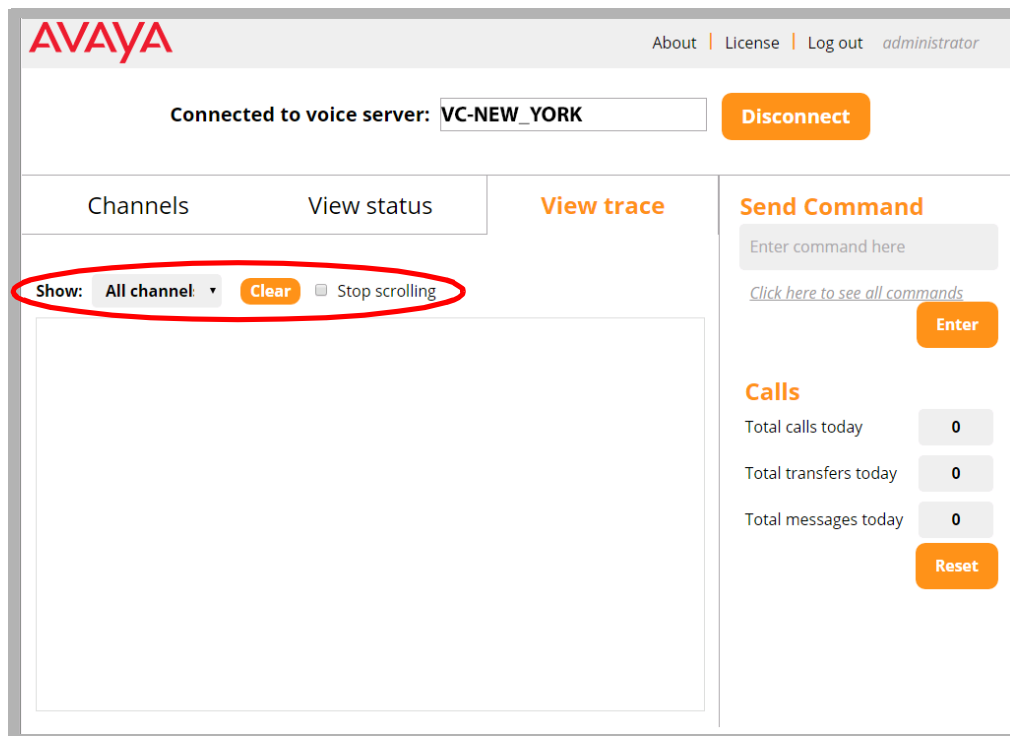 AVAYA
About | License | Log out administrator
Connected to voice server: VC-NEW_YORK Disconnect
Channels View status View trace
Show: All channel Clear Stop scrolling
Send Command
Enter command here
Click here to see all commands
Enter
Calls
Total calls today 0
Total transfers today 0
Total messages today 0
Reset